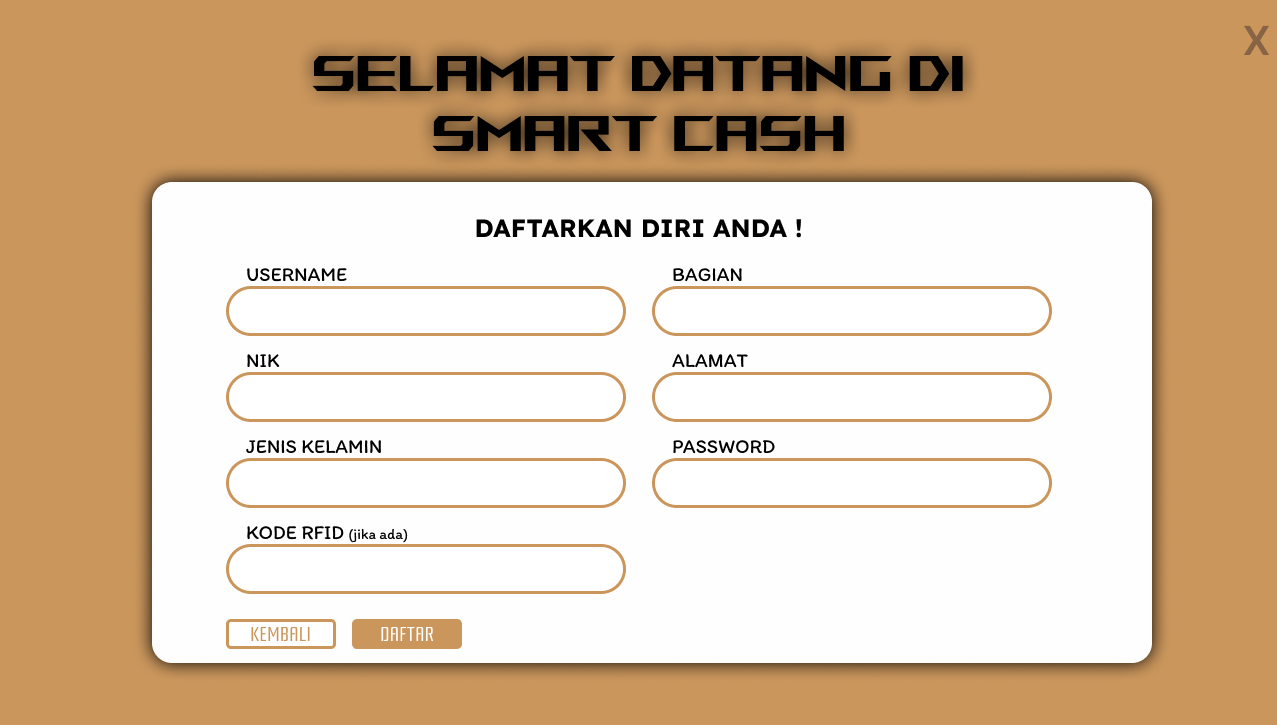 X
SELAMAT DATANG DI
SMART CASH
DAFTARKAN DIRI ANDA !
USERNAME
BAGIAN
NIK
ALAMAT
JENIS KELAMIN
PASSWORD
KODE RFID (jika ada)
KEMBALI
DAFTAR